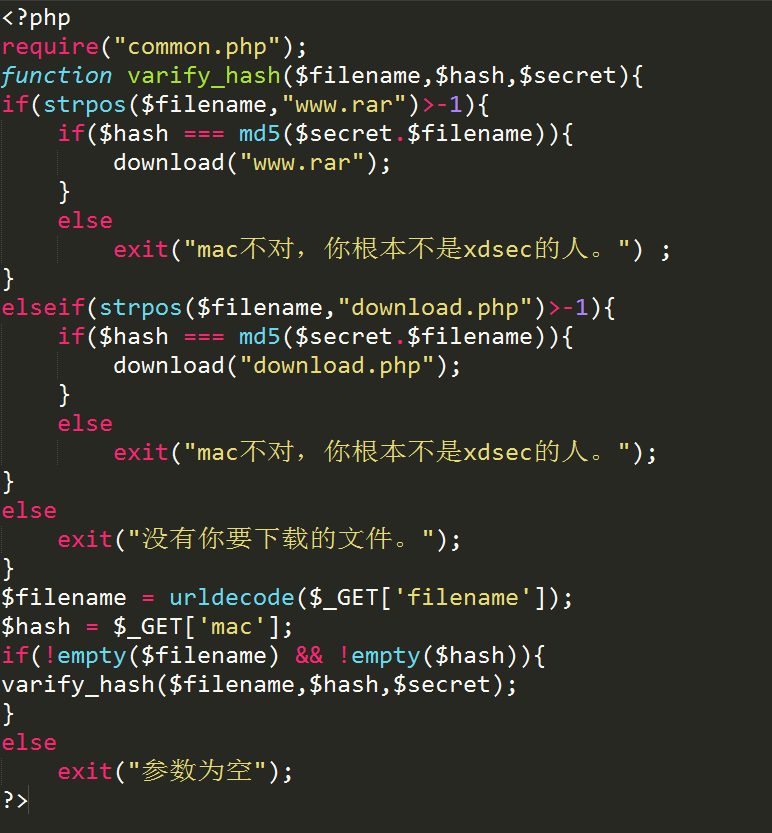 <?php
require("common.php");
function varify_hash($filename,$hash,$secret){
if(strpos($filename,"www.rar")>-1){
    if($hash === md5($secret.$filename)){
        download("www.rar");
    }
    else
        exit("mac不对，你根本不是xdsec的人。") ;
}
elseif(strpos($filename,"download.php")>-1){
    if($hash === md5($secret.$filename)){
        download("download.php");
    }
    else
        exit("mac不对，你根本不是xdsec的人。");
}
else
    exit("没有你要下载的文件。");
}
$filename = urldecode($_GET['filename']);
$hash = $_GET['mac'];
if(!empty($filename) && !empty($hash)){
varify_hash($filename,$hash,$secret);
}
else
    exit("参数为空");
?>